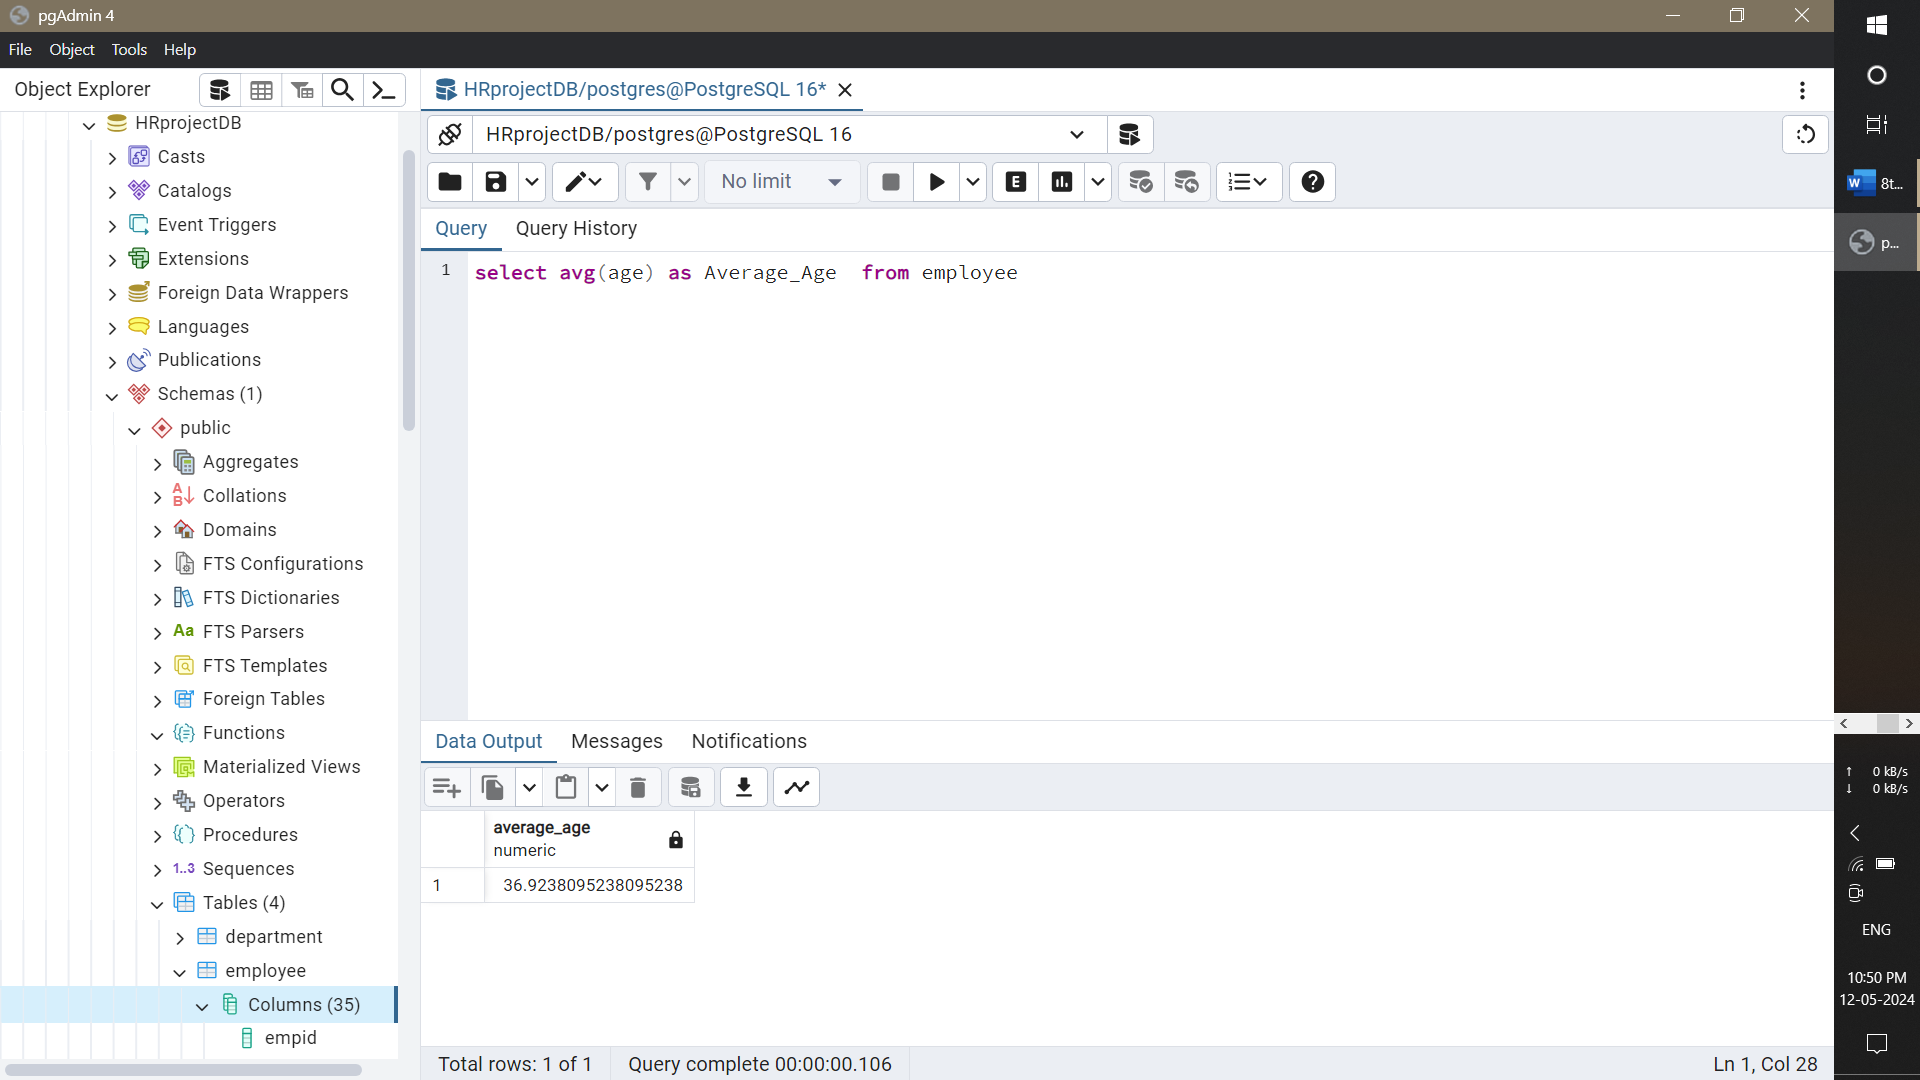 pgAdmin 4
File Object Tools Help
Object Explorer
HRprojectDB
Casts
Catalogs
Event Triggers
Extensions
Foreign Data Wrappers
Languages
Publications
Schemas (1)
public
Aggregates
Collations
Domains
FTS Configurations
FTS Dictionaries
Aa FTS Parsers
FTS Templates
Foreign Tables
Functions
Materialized Views
Operators
Procedures
1..3 Sequences
Tables (4)
department
employee
Columns (35)
empid
HRprojectDB/postgres@PostgreSQL 16*
HRprojectDB/postgres@PostgreSQL 16
No limit
E
Query Query History
1 select avg(age) as Average_Age from employee
Data Output Messages Notifications
average_age
numeric
1 36.9238095238095238
Total rows: 1 of 1 Query complete 00:00:00.106 Ln 1, Col 28
W 8t...
p...
↑ 0 kB/s
↓ 0 kB/s
ENG
10:50 PM
12-05-2024